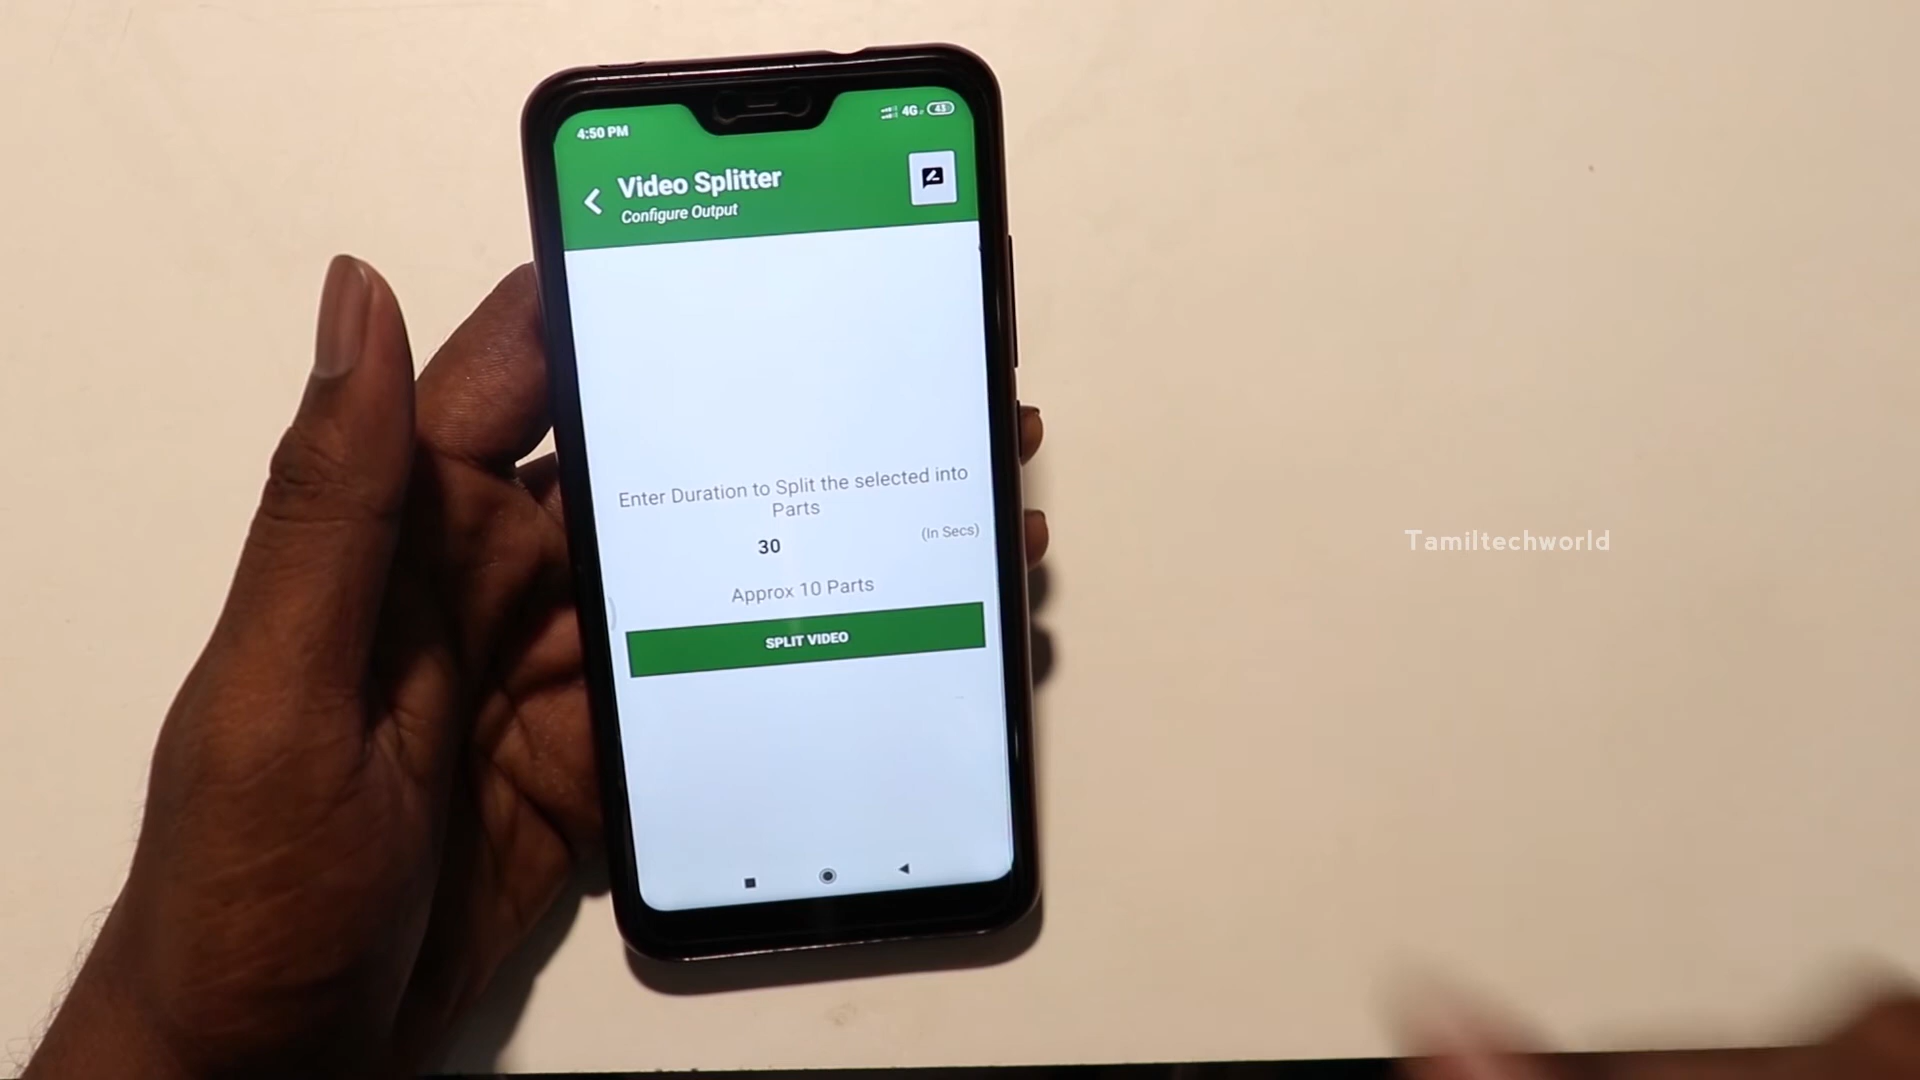 4:50 PM
4G
43
Video Splitter
Configure Output
Enter Duration to Split the selected into
Parts
30
(In Secs)
Approx 10 Parts
SPLIT VIDEO
Tamiltechworld